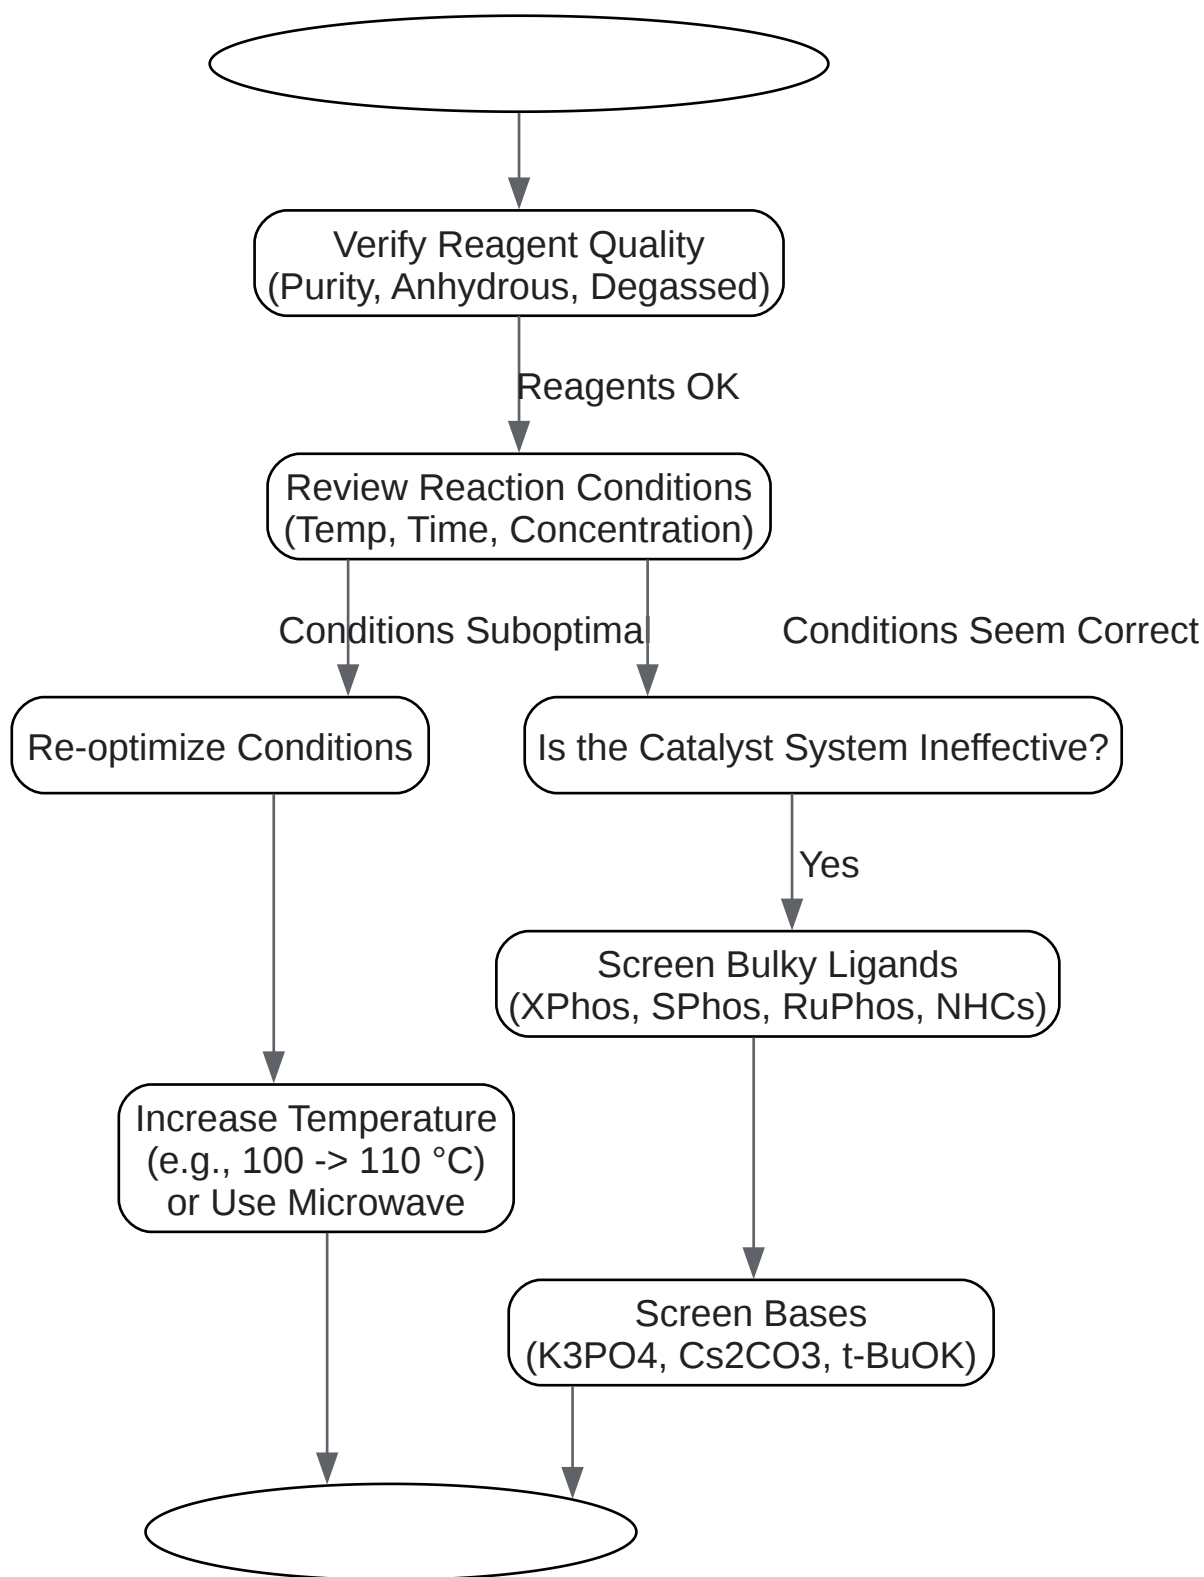 Verify Reagent Quality
(Purity, Anhydrous, Degassed)
Reagents OK
Review Reaction Conditions
(Temp, Time, Concentration)
Conditions Suboptimal
Conditions Seem Correct
Re-optimize Conditions
Is the Catalyst System Ineffective?
Yes
Screen Bulky Ligands
(XPhos, SPhos, RuPhos, NHCs)
Increase Temperature
(e.g., 100 -> 110 °C)
or Use Microwave
Screen Bases
(K3PO4, Cs2CO3, t-BuOK)